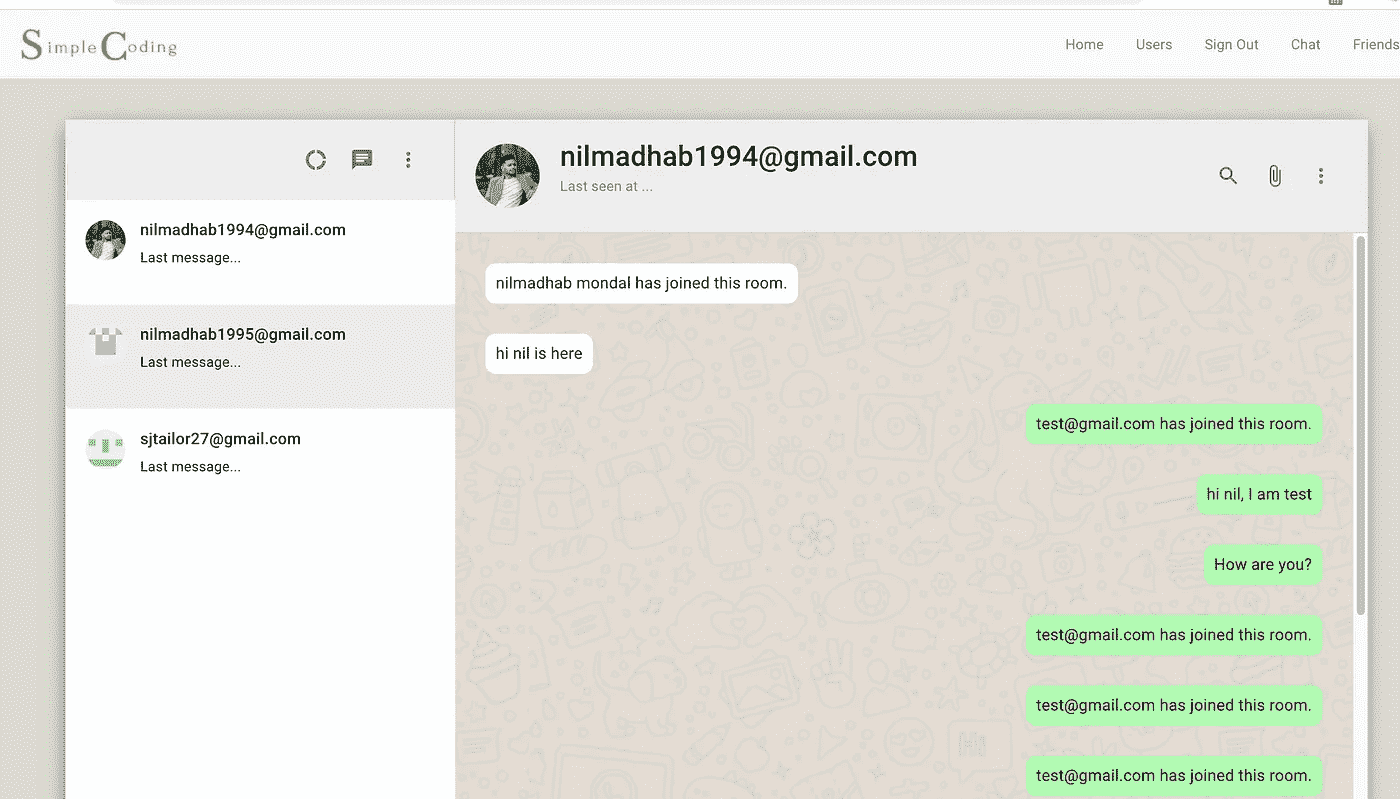 Simple Coding
Home Users Sign Out Chat Friends
nilmadhab1994@gmail.com
Last seen at ...
nilmadhab1994@gmail.com
Last message...
nilmadhab1995@gmail.com
Last message...
sjtailor27@gmail.com
Last message...
nilmadhab mondal has joined this room.
hi nil is here
test@gmail.com has joined this room.
hi nil, I am test
How are you?
test@gmail.com has joined this room.
test@gmail.com has joined this room.
test@gmail.com has joined this room.